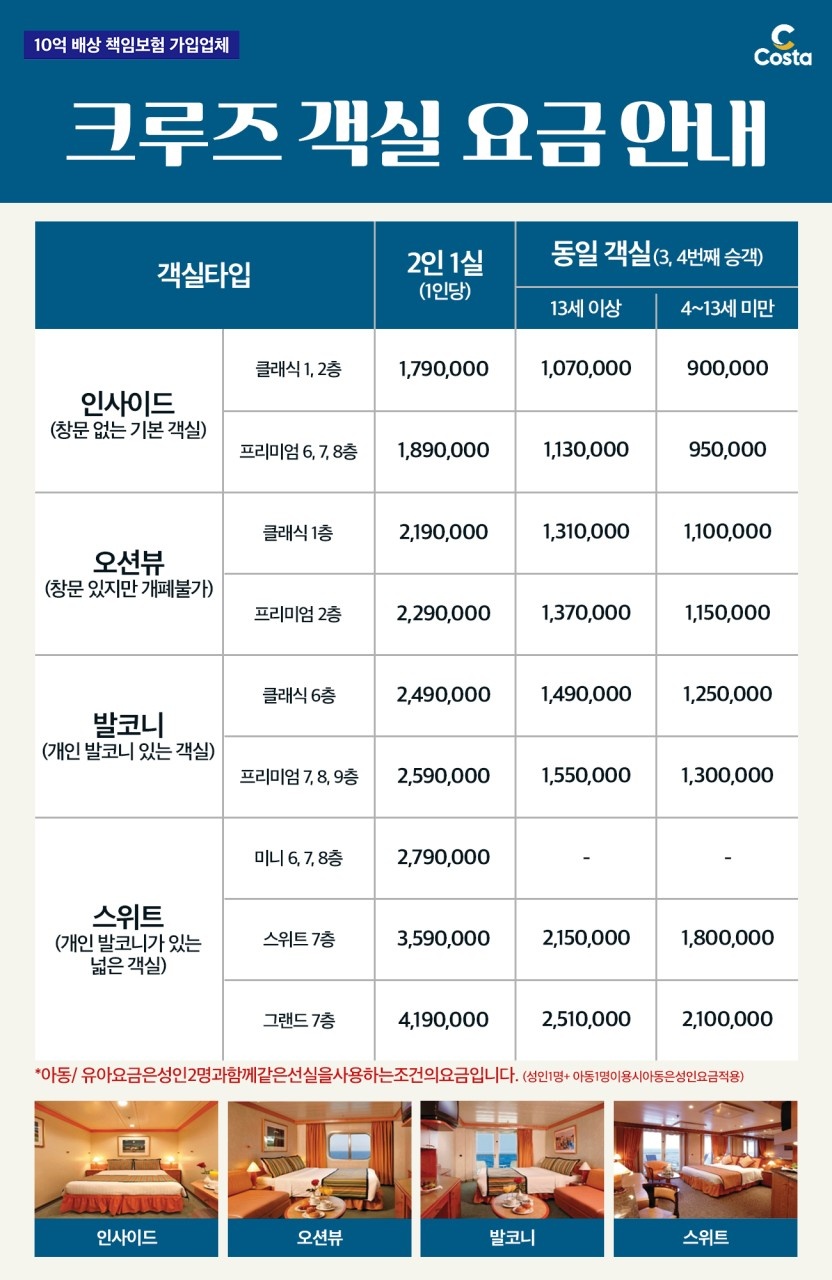 10억 배상 책임보험 가입업체
Costa
크루즈 객실 요금 안내
객실타입
2인 1실
(1인당)
동일 객실(3, 4번째 승객)
13세 이상
4~13세 미만
인사이드
(창문 없는 기본 객실)
클래식 1, 2층 1,790,000 1,070,000 900,000
프리미엄 6, 7, 8층 1,890,000 1,130,000 950,000
오션뷰
(창문 있지만 개폐불가)
클래식 1층 2,190,000 1,310,000 1,100,000
프리미엄 2층 2,290,000 1,370,000 1,150,000
발코니
(개인 발코니 있는 객실)
클래식 6층 2,490,000 1,490,000 1,250,000
프리미엄 7, 8, 9층 2,590,000 1,550,000 1,300,000
스위트
(개인 발코니가 있는
넓은 객실)
미니 6, 7, 8층 2,790,000 - -
스위트 7층 3,590,000 2,150,000 1,800,000
그랜드 7층 4,190,000 2,510,000 2,100,000
*아동/ 유아요금은성인2명과함께같은선실을사용하는조건의요금입니다. (성인1명+ 아동1명이용시아동은성인요금적용)
인사이드
오션뷰
발코니
스위트